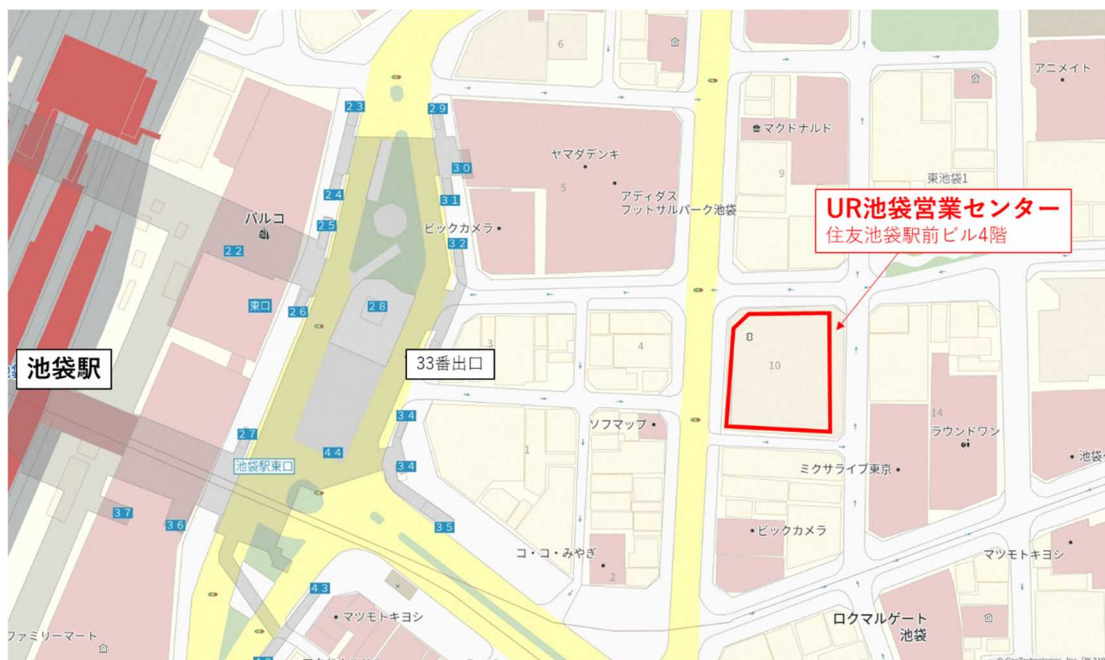 6
アニメイト
23
29
マクドナルド
ヤマダデンキ
30
9
5
アディダス
フットサルパーク池袋
東池袋1
24
31
パルコ
25
ビックカメラ
UR池袋営業センター
住友池袋駅前ビル4階
22
32
東口
26
28
33番出口
3
4
10
池袋駅
34
ソフマップ
14
ラウンドワン
27
44
1
池袋駅東口
34
ミクサライブ東京
37
36
35
ビックカメラ
コ・コ・みやぎ
マツモトキヨシ
2
43
マツモトキヨシ
ロクマルゲート
池袋
ファミリーマート